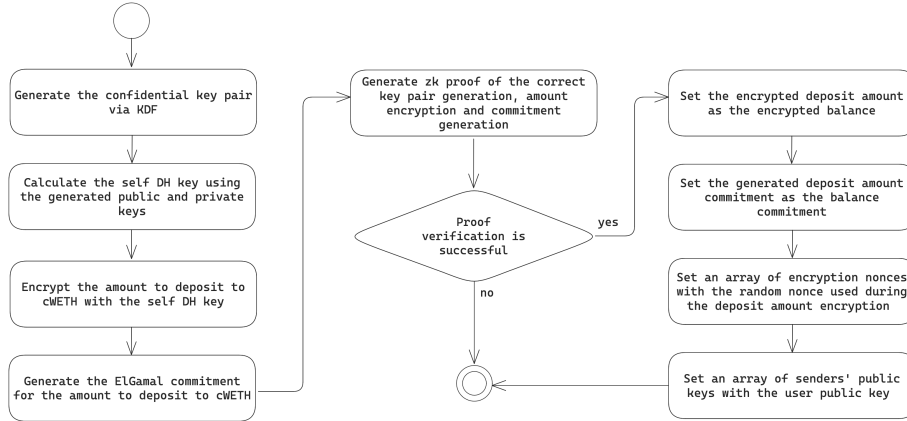 Generate the confidential key pair
via KDF
Calculate the self DH key using
the generated public and private
keys
Encrypt the amount to deposit to
cWETH with the self DH key
Generate the ElGamal commitment
for the amount to deposit to cWETH
Generate zk proof of the correct
key pair generation, amount
encryption and commitment
generation
Proof
verification is
successful
yes
no
Set the encrypted deposit amount
as the encrypted balance
Set the generated deposit amount
commitment as the balance
commitment
Set an array of encryption nonces
with the random nonce used during
the deposit amount encryption
Set an array of senders' public
keys with the user public key